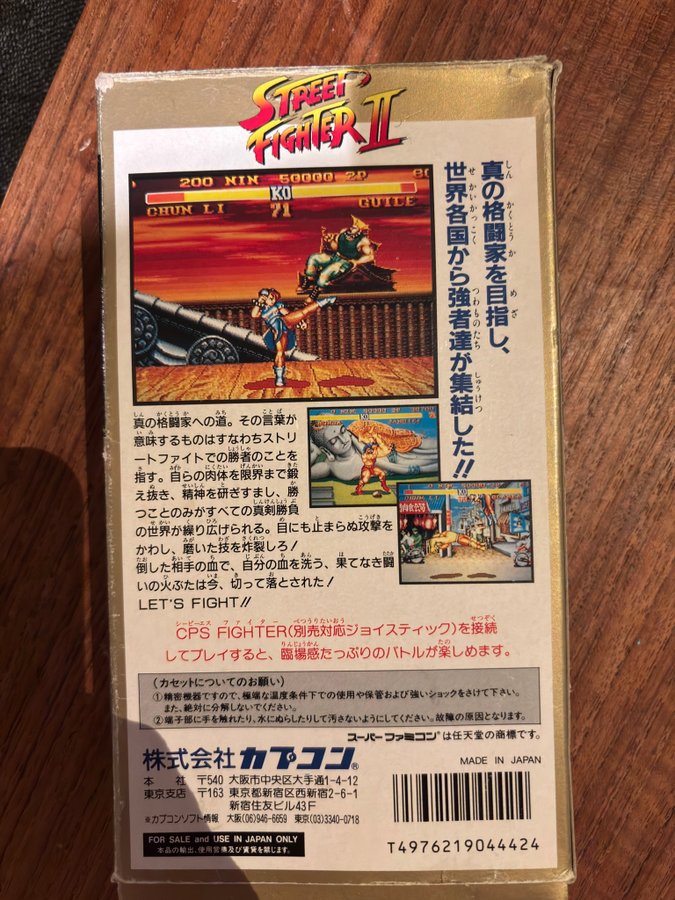 STREET
FIGHTER II
真の格闘家を目指し、
世界各国から強者達が集結した!!
200 NIN 50000 2P
KO
CHUN LI 71 GUILE
真の格闘家への道。その言葉が
意味するものはすなわちストリ
ートファイトでの勝者のことを
指す。自らの肉体を限界まで鍛
え抜き、精神を研ぎすまし、勝
つことのみがすべての真剣勝負
の世界が繰り広げられる。目にも止まらぬ攻撃を
かわし、磨いた技を炸裂しろ!
倒した相手の血で、自分の血を洗う、果てなき闘
いの火ぶたは今、切って落とされた!
LET'S FIGHT!!
CPS FIGHTER(別売対応ジョイスティック)を接続
してプレイすると、臨場感たっぷりのバトルが楽しめます。
(カセットについてのお願い)
①精密機器ですので、極端な温度条件下での使用や保管および強いショックをさけて下さい。
また、絶対に分解しないでください。
②端子部に手を触れたり、水にぬらしたりして汚さないようにしてください。故障の原因となります。
スーパーファミコンは任天堂の商標です。
株式会社カプコン®
MADE IN JAPAN
本 社 〒540 大阪市中央区大手通1-4-12
東京支店 〒163 東京都新宿区西新宿2-6-1
新宿住友ビル43F
※カプコンソフト情報 大阪(06)946-6659 東京(03)3340-0718
FOR SALE and USE IN JAPAN ONLY
本品の輸出、使用営業及び賃貸を禁じます。
T4976219044424